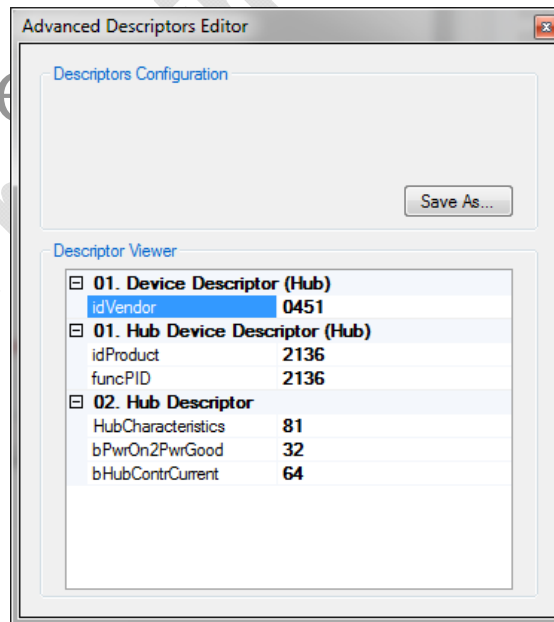 Advanced Descriptors Editor
Descriptors Configuration
Save As...
Descriptor Viewer
01. Device Descriptor (Hub)
idVendor 0451
01. Hub Device Descriptor (Hub)
idProduct 2136
funcPID 2136
02. Hub Descriptor
HubCharacteristics 81
bPwrOn2PwrGood 32
bHubContrCurrent 64